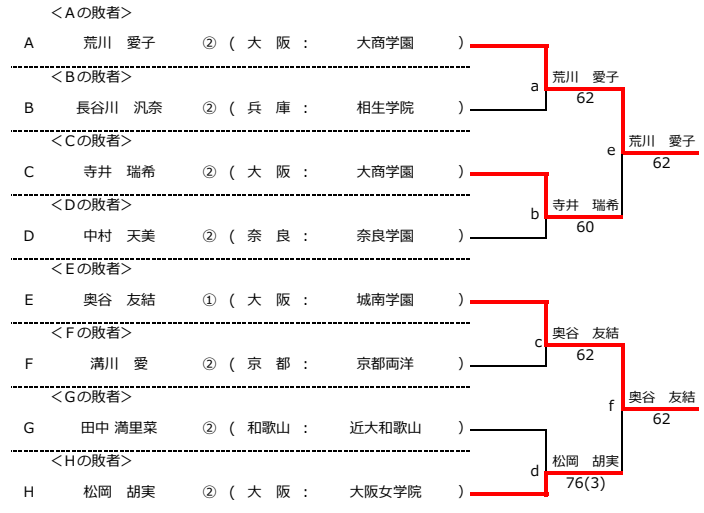 ＜Aの敗者＞
A 荒川　愛子 ② ( 大　阪 : 大商学園 )
＜Bの敗者＞
a 荒川　愛子
62
B 長谷川　汎奈 ② ( 兵　庫 : 相生学院 )
＜Cの敗者＞
e 荒川　愛子
62
C 寺井　瑞希 ② ( 大　阪 : 大商学園 )
＜Dの敗者＞
b 寺井　瑞希
60
D 中村　天美 ② ( 奈　良 : 奈良学園 )
＜Eの敗者＞
E 奥谷　友結 ① ( 大　阪 : 城南学園 )
＜Fの敗者＞
c 奥谷　友結
62
F 溝川　愛 ② ( 京　都 : 京都両洋 )
＜Gの敗者＞
f 奥谷　友結
62
G 田中 満里菜 ② ( 和歌山 : 近大和歌山 )
＜Hの敗者＞
d 松岡　胡実
76(3)
H 松岡　胡実 ② ( 大　阪 : 大阪女学院 )